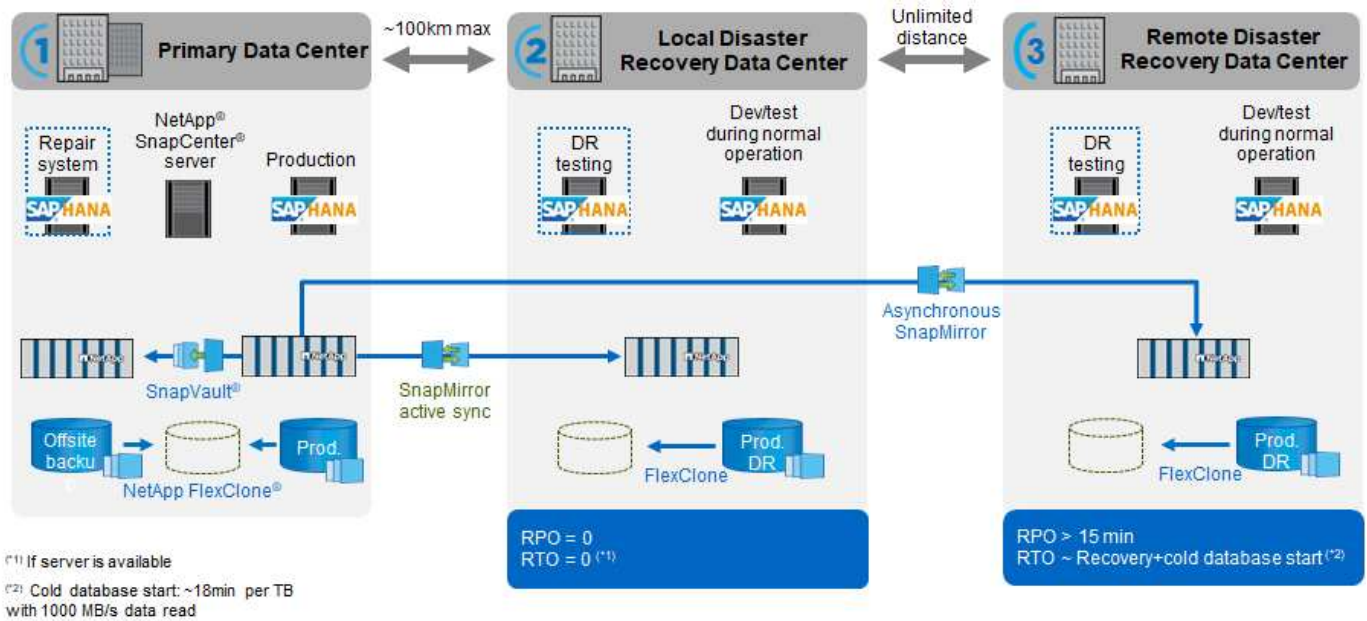 1
Primary Data Center
~100km max
2
Local Disaster
Recovery Data Center
Unlimited
distance
3
Remote Disaster
Recovery Data Center
Repair
system
SAP HANA
NetApp®
SnapCenter®
server
Production
SAP HANA
DR
testing
SAP HANA
Dev/test
during normal
operation
SAP HANA
DR
testing
SAP HANA
Dev/test
during normal
operation
SAP HANA
Asynchronous
SnapMirror
NetApp
SnapVault®
NetApp
SnapMirror
active sync
NetApp
NetApp
Offsite
backu
Prod.
NetApp FlexClone®
Prod.
DR
FlexClone
Prod.
DR
FlexClone
RPO = 0
RTO = 0 (*1)
RPO > 15 min
RTO ~ Recovery+cold database start (*2)
(*1) If server is available
(*2) Cold database start: ~18min per TB
with 1000 MB/s data read